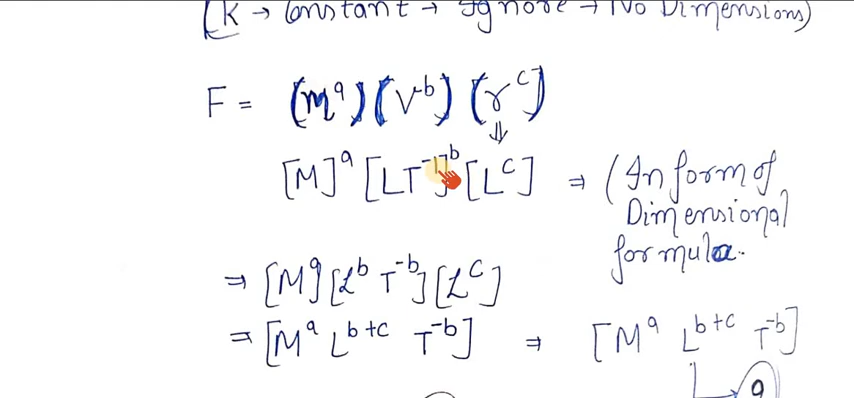 [K → Constant → Ignore → No Dimensions)
F = (m^a)(v^b)(r^c)
⇓
[M]^a [LT^-1]^b [L^c] ⇒ (In form of
Dimensional
formula.
⇒ [M^a][L^b T^-b][L^c]
⇒ [M^a L^b+c T^-b] ⇒ [M^a L^b+c T^-b]